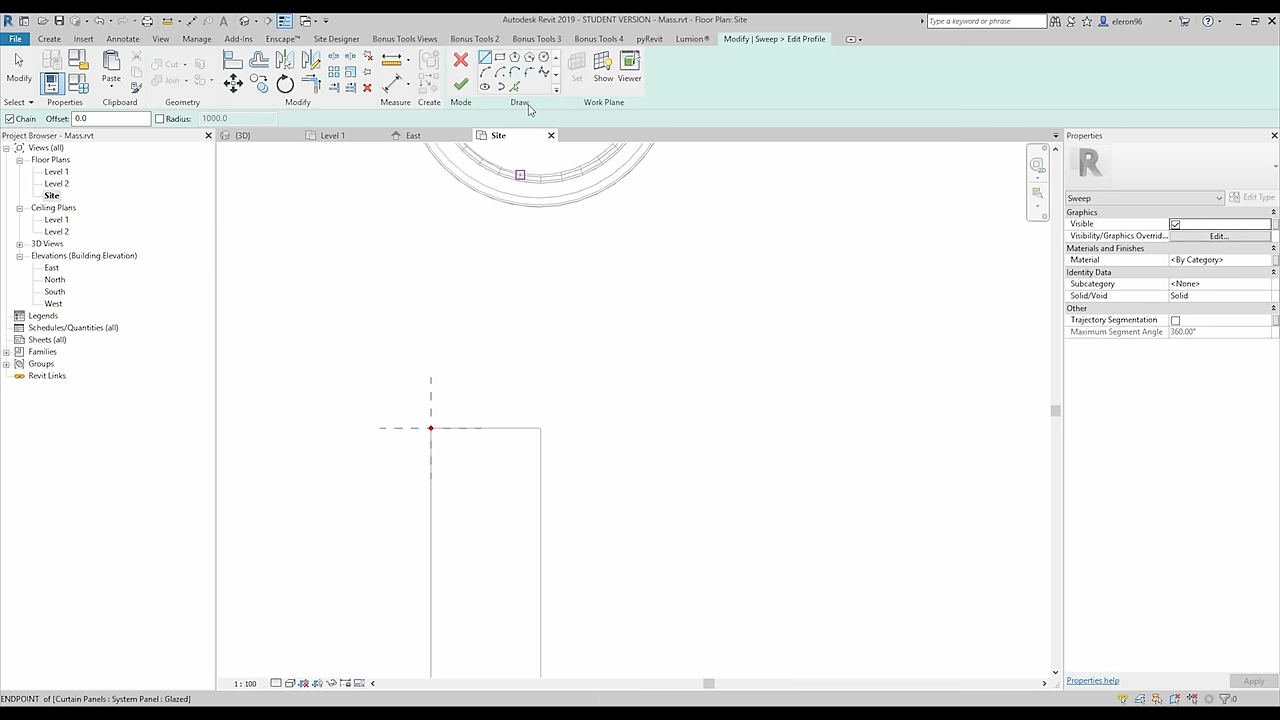 Autodesk Revit 2019 - STUDENT VERSION - Mass.rvt - Floor Plan: Site
Type a keyword or phrase
eleron96
File Create Insert Annotate View Manage Add-Ins Enscape™ Site Designer Bonus Tools Views Bonus Tools 2 Bonus Tools 3 Bonus Tools 4 pyRevit Lumion® Modify | Sweep > Edit Profile
Modify Paste Cut Join Set Show Viewer
Select Properties Clipboard Geometry Modify Measure Create Mode Draw Work Plane
Chain Offset: 0.0 Radius: 1000.0
Project Browser - Mass.rvt
{3D} Level 1 East Site
Properties
Views (all)
Floor Plans
Level 1
Level 2
Site
Ceiling Plans
Level 1
Level 2
3D Views
Elevations (Building Elevation)
East
North
South
West
Legends
Schedules/Quantities (all)
Sheets (all)
Families
Groups
Revit Links
Sweep Edit Type
Graphics
Visible
Visibility/Graphics Overrid... Edit...
Materials and Finishes
Material <By Category>
Identity Data
Subcategory <None>
Solid/Void Solid
Other
Trajectory Segmentation
Maximum Segment Angle 360.00°
Properties help Apply
1 : 100
ENDPOINT of [Curtain Panels : System Panel : Glazed]
:0